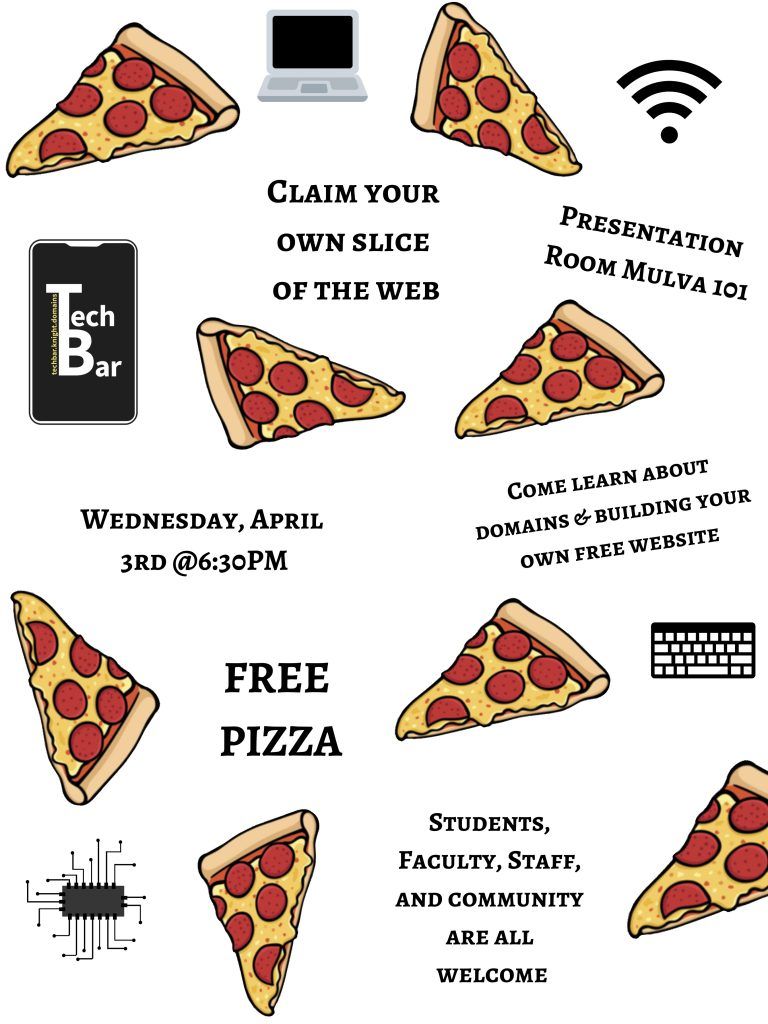 Claim your
own slice
of the web
Presentation
Room Mulva 101
Tech
Bar
techbar.knight.domains
Wednesday, April
3rd @6:30PM
Come learn about
domains & building your
own free website
FREE
PIZZA
Students,
Faculty, Staff,
and community
are all
welcome